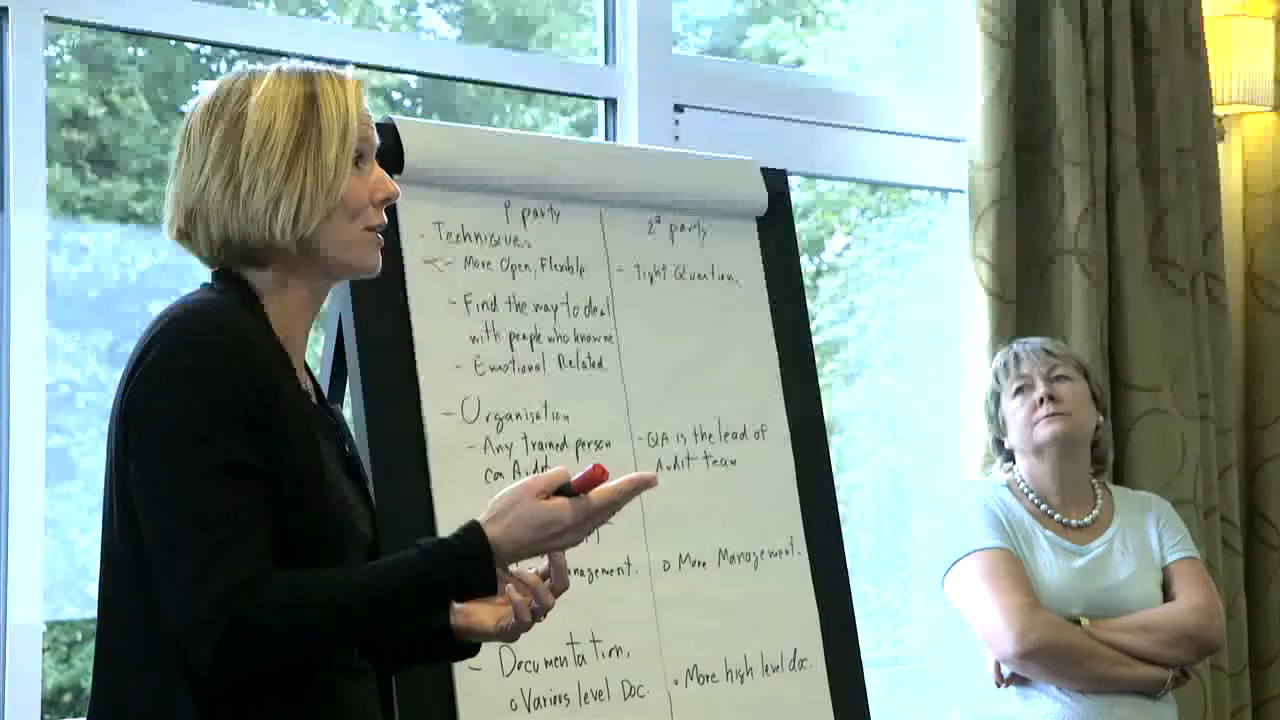 1st party
2nd party
- Techniques
More Open, Flexible
- Tight Question.
- Find the way to deal
with people who know me
- Emotional Related
- Organisation
- Any trained person
can Audit
- QA is the lead of
Audit team
management.
o More Management.
- Documentation.
o Various level Doc.
o More high level doc.